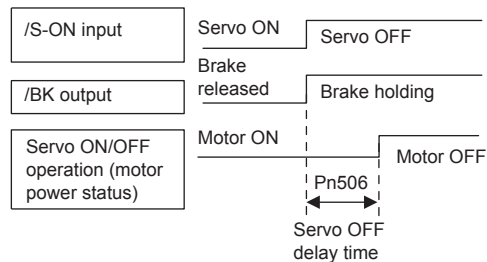 /S-ON input
Servo ON
Servo OFF
/BK output
Brake
released
Brake holding
Servo ON/OFF
operation (motor
power status)
Motor ON
Motor OFF
Pn506
Servo OFF
delay time